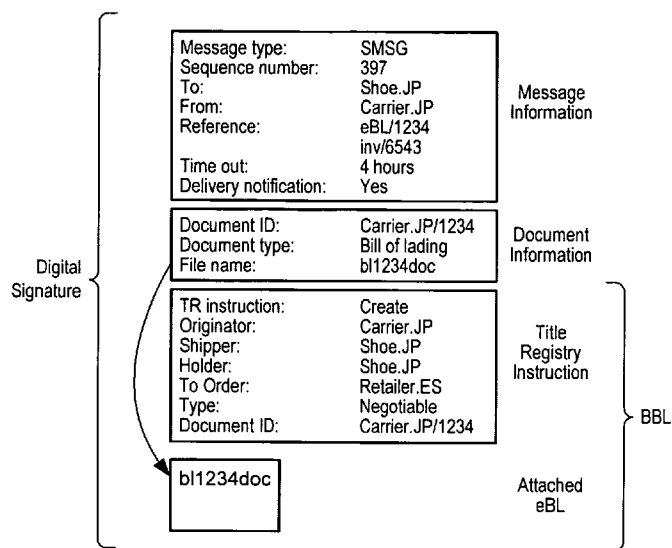 Message type: SMSG
Sequence number: 397
To: Shoe.JP
From: Carrier.JP
Reference: eBL/1234
inv/6543
Time out: 4 hours
Delivery notification: Yes
Message
Information
Document ID: Carrier.JP/1234
Document type: Bill of lading
File name: bl1234doc
Document
Information
Digital
Signature
TR instruction: Create
Originator: Carrier.JP
Shipper: Shoe.JP
Holder: Shoe.JP
To Order: Retailer.ES
Type: Negotiable
Document ID: Carrier.JP/1234
Title
Registry
Instruction
BBL
bl1234doc
Attached
eBL